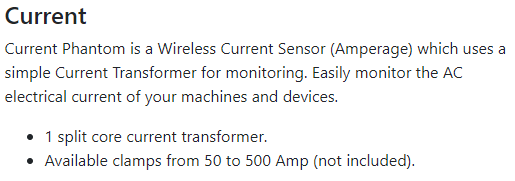 Current
Current Phantom is a Wireless Current Sensor (Amperage) which uses a
simple Current Transformer for monitoring. Easily monitor the AC
electrical current of your machines and devices.
• 1 split core current transformer.
• Available clamps from 50 to 500 Amp (not included).